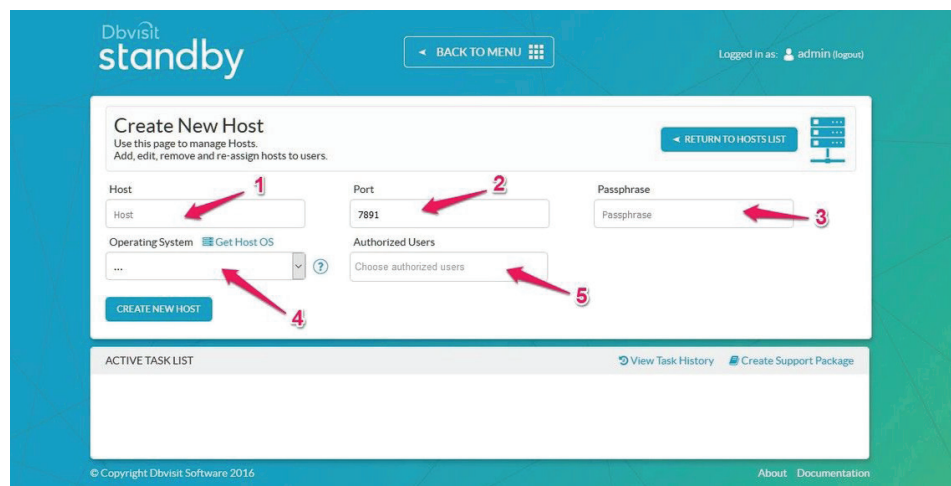 Dbvisit
standby
BACK TO MENU
Logged in as: admin (logout)
Create New Host
Use this page to manage Hosts.
Add, edit, remove and re-assign hosts to users.
RETURN TO HOSTS LIST
1
2
3
Host
Port
Passphrase
Host
7891
Passphrase
Operating System Get Host OS
Authorized Users
...
?
Choose authorized users
4
5
CREATE NEW HOST
ACTIVE TASK LIST
View Task History
Create Support Package
© Copyright Dbvisit Software 2016
About Documentation